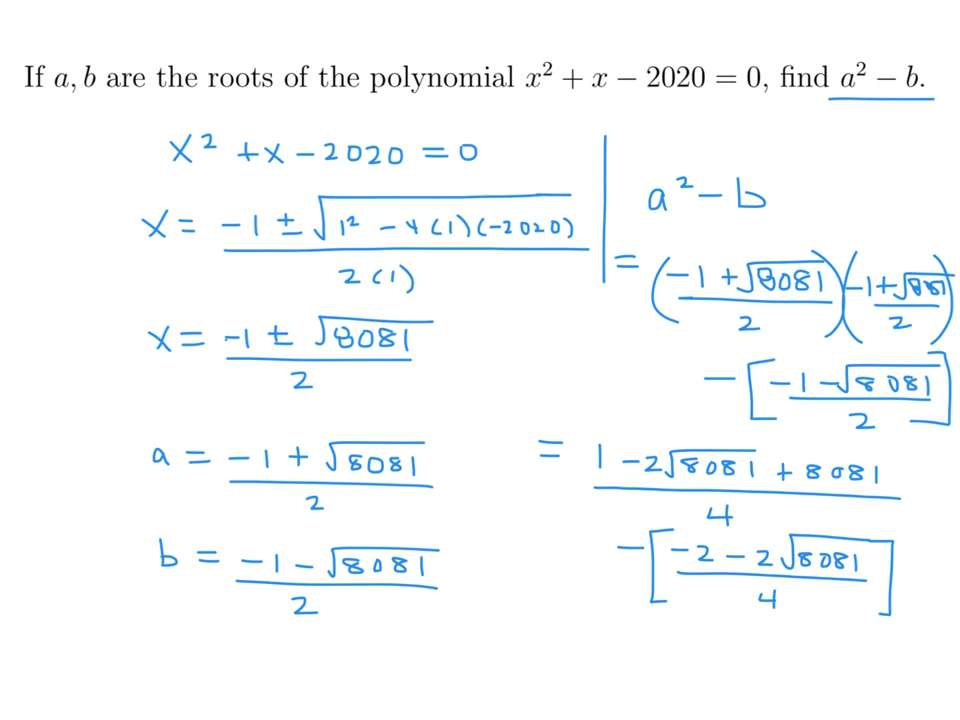 If a, b are the roots of the polynomial x² + x − 2020 = 0, find a² − b.
x² + x − 2020 = 0
x = (-1 ± √(1² − 4(1)(−2020))) / 2(1)
x = (-1 ± √8081) / 2
a = (-1 + √8081) / 2
b = (-1 − √8081) / 2
a² − b
= ((-1 + √8081) / 2) ((-1 + √8081) / 2)
− [(-1 − √8081) / 2]
= (1 − 2√8081 + 8081) / 4
− [(-2 − 2√8081) / 4]